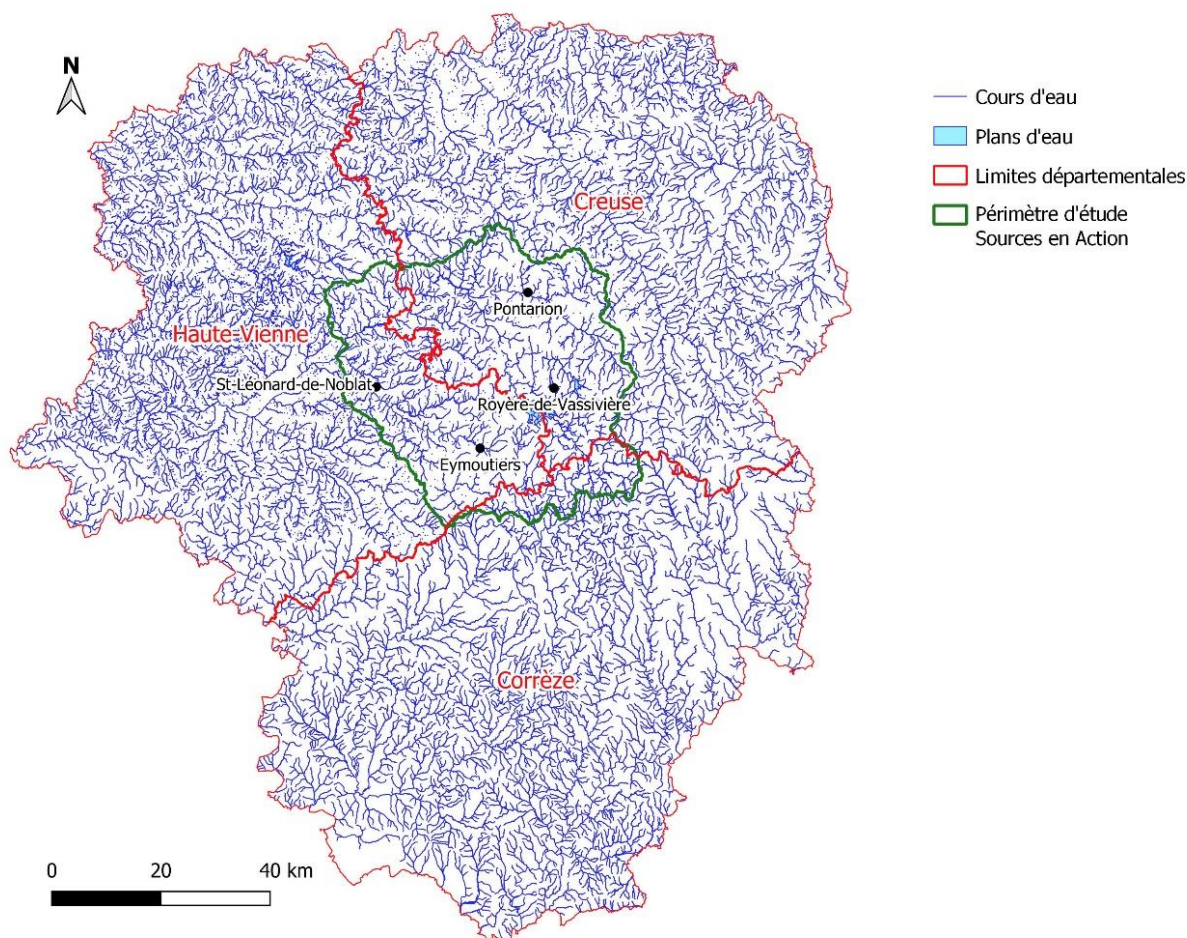 N
Cours d'eau
Plans d'eau
Limites départementales
Périmètre d'étude
Sources en Action
Creuse
Pontarion
Haute-Vienne
St-Léonard-de-Noblat
Royère-de-Vassivière
Eymoutiers
Corrèze
0 20 40 km